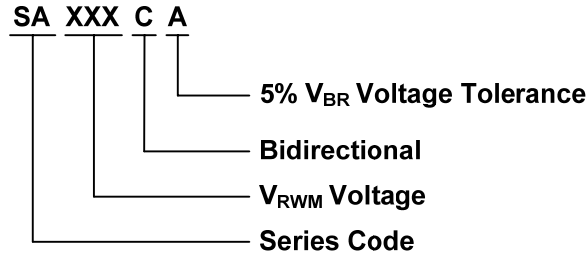 SA XXX C A
5% VBR Voltage Tolerance
Bidirectional
VRWM Voltage
Series Code